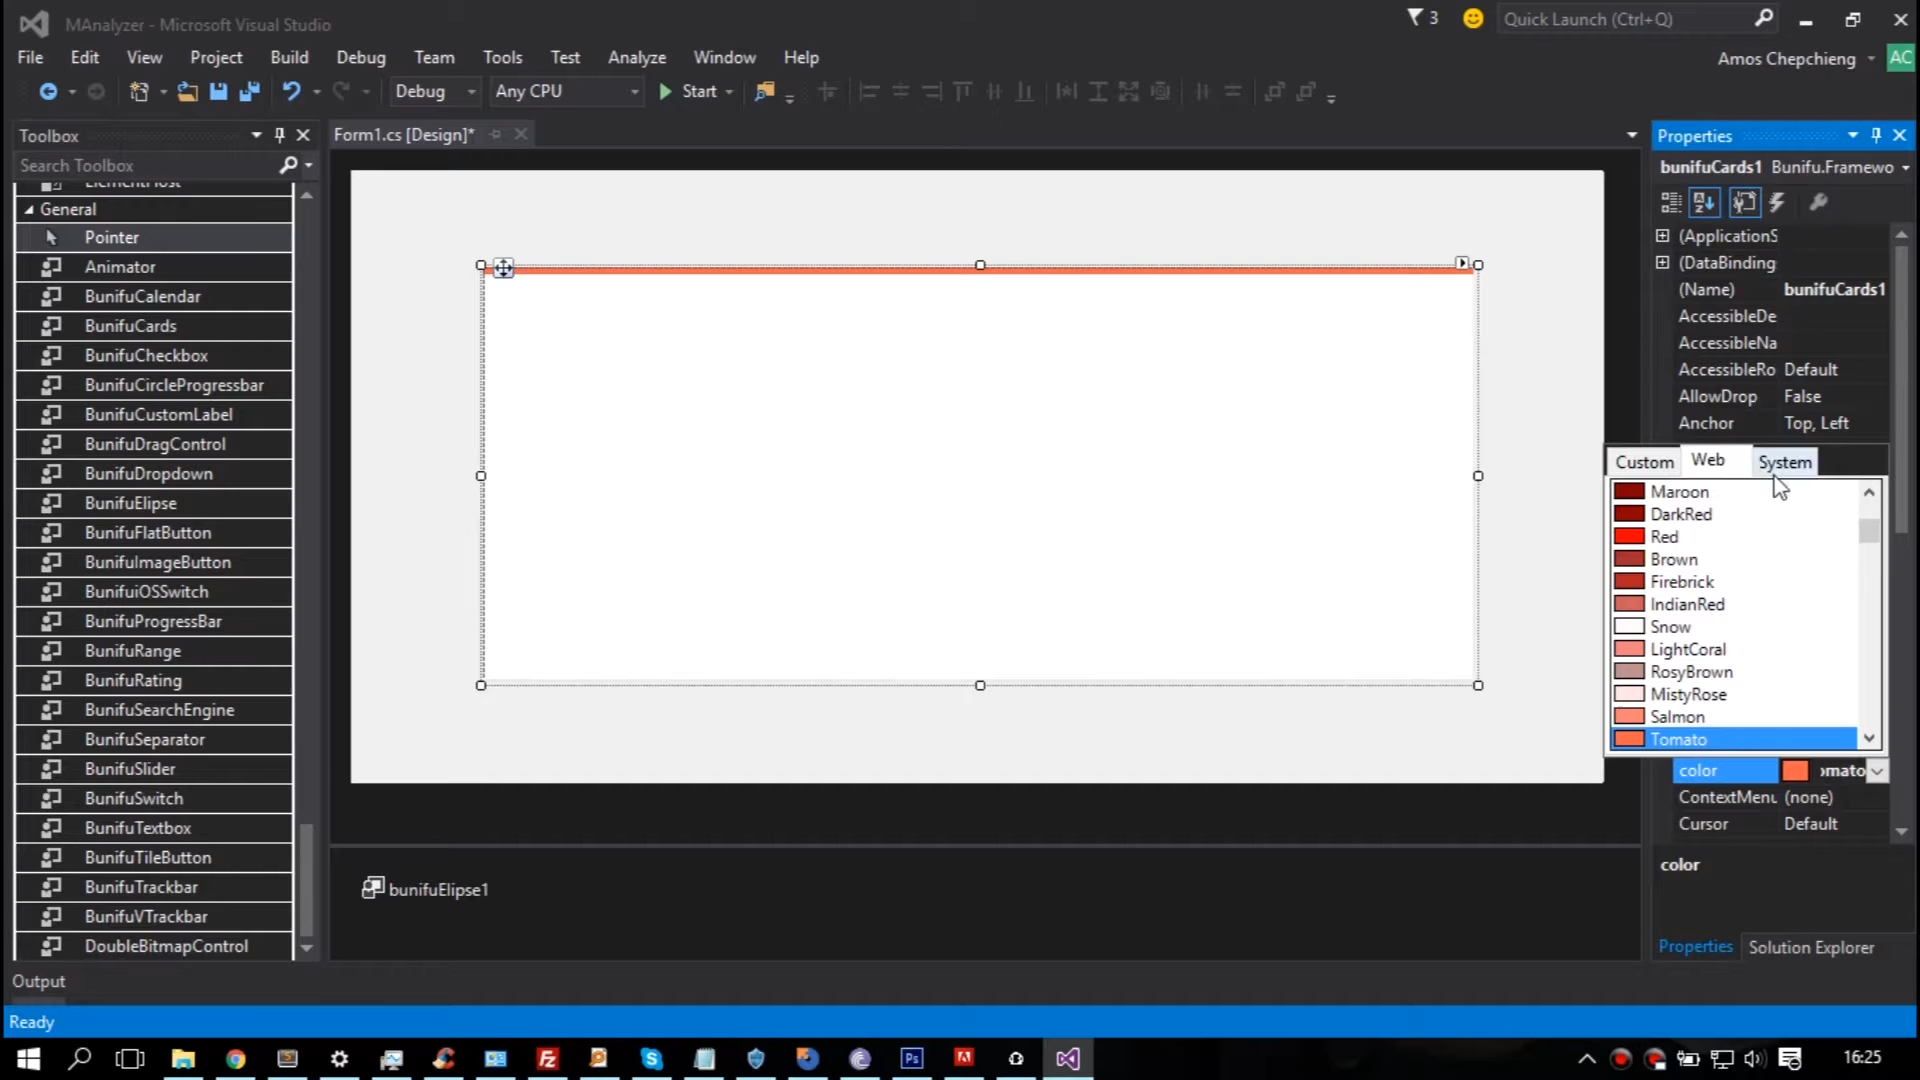 MAnalyzer - Microsoft Visual Studio
3
Quick Launch (Ctrl+Q)
File Edit View Project Build Debug Team Tools Test Analyze Window Help
Amos Chepchieng
AC
Debug
Any CPU
Start
Toolbox
Search Toolbox
ElementHost
General
Pointer
Animator
BunifuCalendar
BunifuCards
BunifuCheckbox
BunifuCircleProgressbar
BunifuCustomLabel
BunifuDragControl
BunifuDropdown
BunifuElipse
BunifuFlatButton
BunifuImageButton
BunifuiOSSwitch
BunifuProgressBar
BunifuRange
BunifuRating
BunifuSearchEngine
BunifuSeparator
BunifuSlider
BunifuSwitch
BunifuTextbox
BunifuTileButton
BunifuTrackbar
BunifuVTrackbar
DoubleBitmapControl
Form1.cs [Design]*
bunifuElipse1
Properties
bunifuCards1 Bunifu.Framewo
(ApplicationS
(DataBinding
(Name) bunifuCards1
AccessibleDe
AccessibleNa
AccessibleRo Default
AllowDrop False
Anchor Top, Left
Custom Web System
Maroon
DarkRed
Red
Brown
Firebrick
IndianRed
Snow
LightCoral
RosyBrown
MistyRose
Salmon
Tomato
color omato
ContextMenu (none)
Cursor Default
color
Properties Solution Explorer
Output
Ready
Ps
16:25